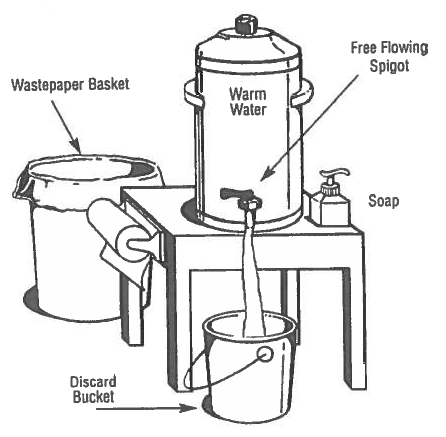 Free Flowing
Spigot
Wastepaper Basket
Warm
Water
Soap
Discard
Bucket